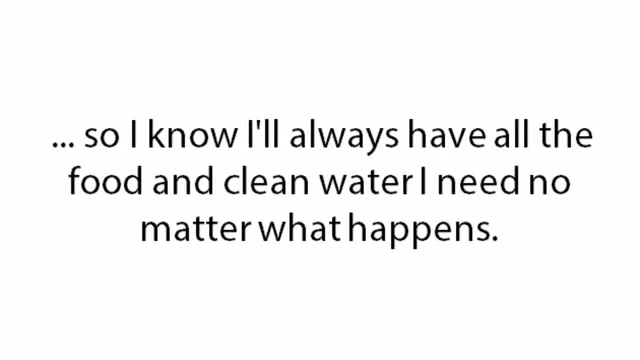 ... so I know I'll always have all the
food and clean water I need no
matter what happens.